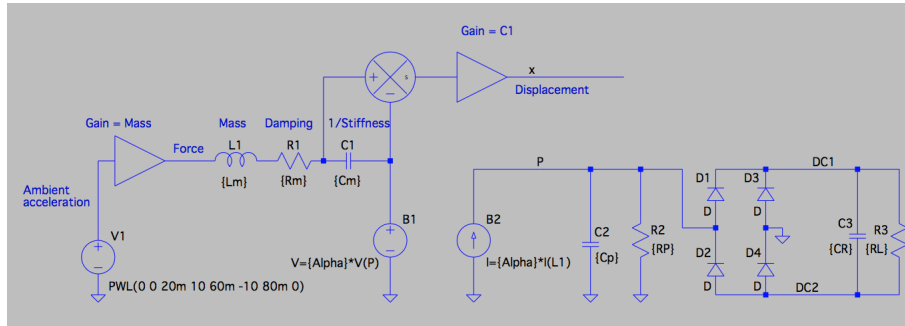 Gain = C1
+
s
−
x
Displacement
Gain = Mass
Mass
Damping
1/Stiffness
Force
L1
R1
C1
{Lm}
{Rm}
{Cm}
Ambient
acceleration
V1
+
−
PWL(0 0 20m 10 60m -10 80m 0)
B1
+
−
V={Alpha}*V(P)
P
B2
I={Alpha}*I(L1)
C2
{Cp}
R2
{RP}
D1
D
D3
D
D2
D
D4
D
DC1
C3
{CR}
R3
{RL}
DC2